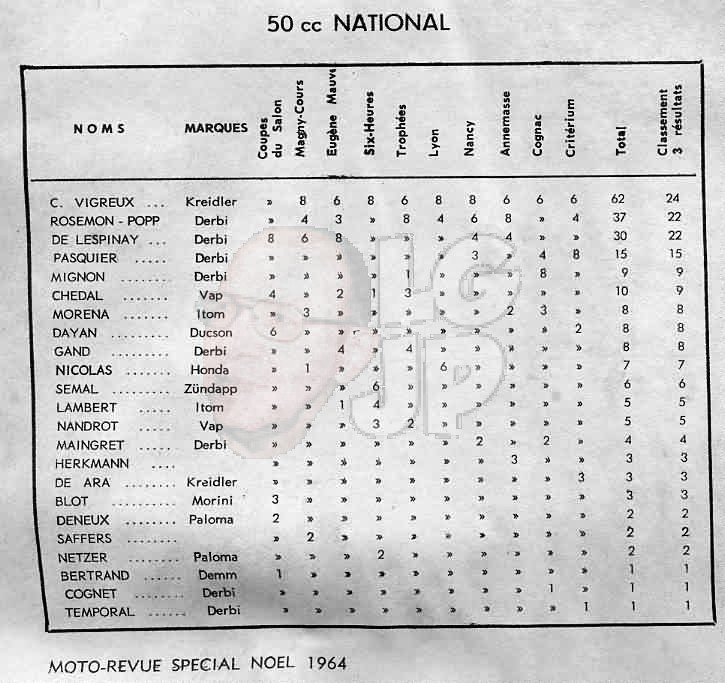 50 cc NATIONAL
NOMS MARQUES Coupes du Salon Magny-Cours Eugène Mauve Six-Heures Trophées Lyon Nancy Annemasse Cognac Critérium Total Classement 3 résultats
C. VIGREUX ... Kreidler » 8 6 8 6 8 8 6 6 6 62 24
ROSEMON - POPP Derbi » 4 3 » 8 4 6 8 » 4 37 22
DE LESPINAY ... Derbi 8 6 8 » » » 4 4 » » 30 22
PASQUIER ..... Derbi » » » » » » 3 » 4 8 15 15
MIGNON ........ Derbi » » » » 1 » » » 8 » 9 9
CHEDAL ....... Vap 4 » 2 1 3 » » » » » 10 9
MORENA ...... Itom » 3 » » » » » 2 3 » 8 8
DAYAN ......... Ducson 6 » » » » » » » » 2 8 8
GAND ......... Derbi » » 4 » 4 » » » » » 8 8
NICOLAS ....... Honda » 1 » » » 6 » » » » 7 7
SEMAL ........ Zündapp » » » 6 » » » » » » 6 6
LAMBERT ..... Itom » » 1 4 » » » » » » 5 5
NANDROT ..... Vap » » » 3 2 » » » » » 5 5
MAINGRET ..... Derbi » » » » » » 2 » 2 » 4 4
HERKMANN .... » » » » » » » 3 » » 3 3
DE ARA ........ Kreidler » » » » » » » » » 3 3 3
BLOT ......... Morini 3 » » » » » » » » » 3 3
DENEUX ....... Paloma 2 » » » » » » » » » 2 2
SAFFERS ........ » 2 » » » » » » » » 2 2
NETZER ........ Paloma » » » 2 » » » » » » 2 2
BERTRAND ...... Demm 1 » » » » » » » » » 1 1
COGNET ....... Derbi » » » » » » » » 1 » 1 1
TEMPORAL ..... Derbi » » » » » » » » » 1 1 1
MOTO-REVUE SPECIAL NOEL 1964
LG
JP